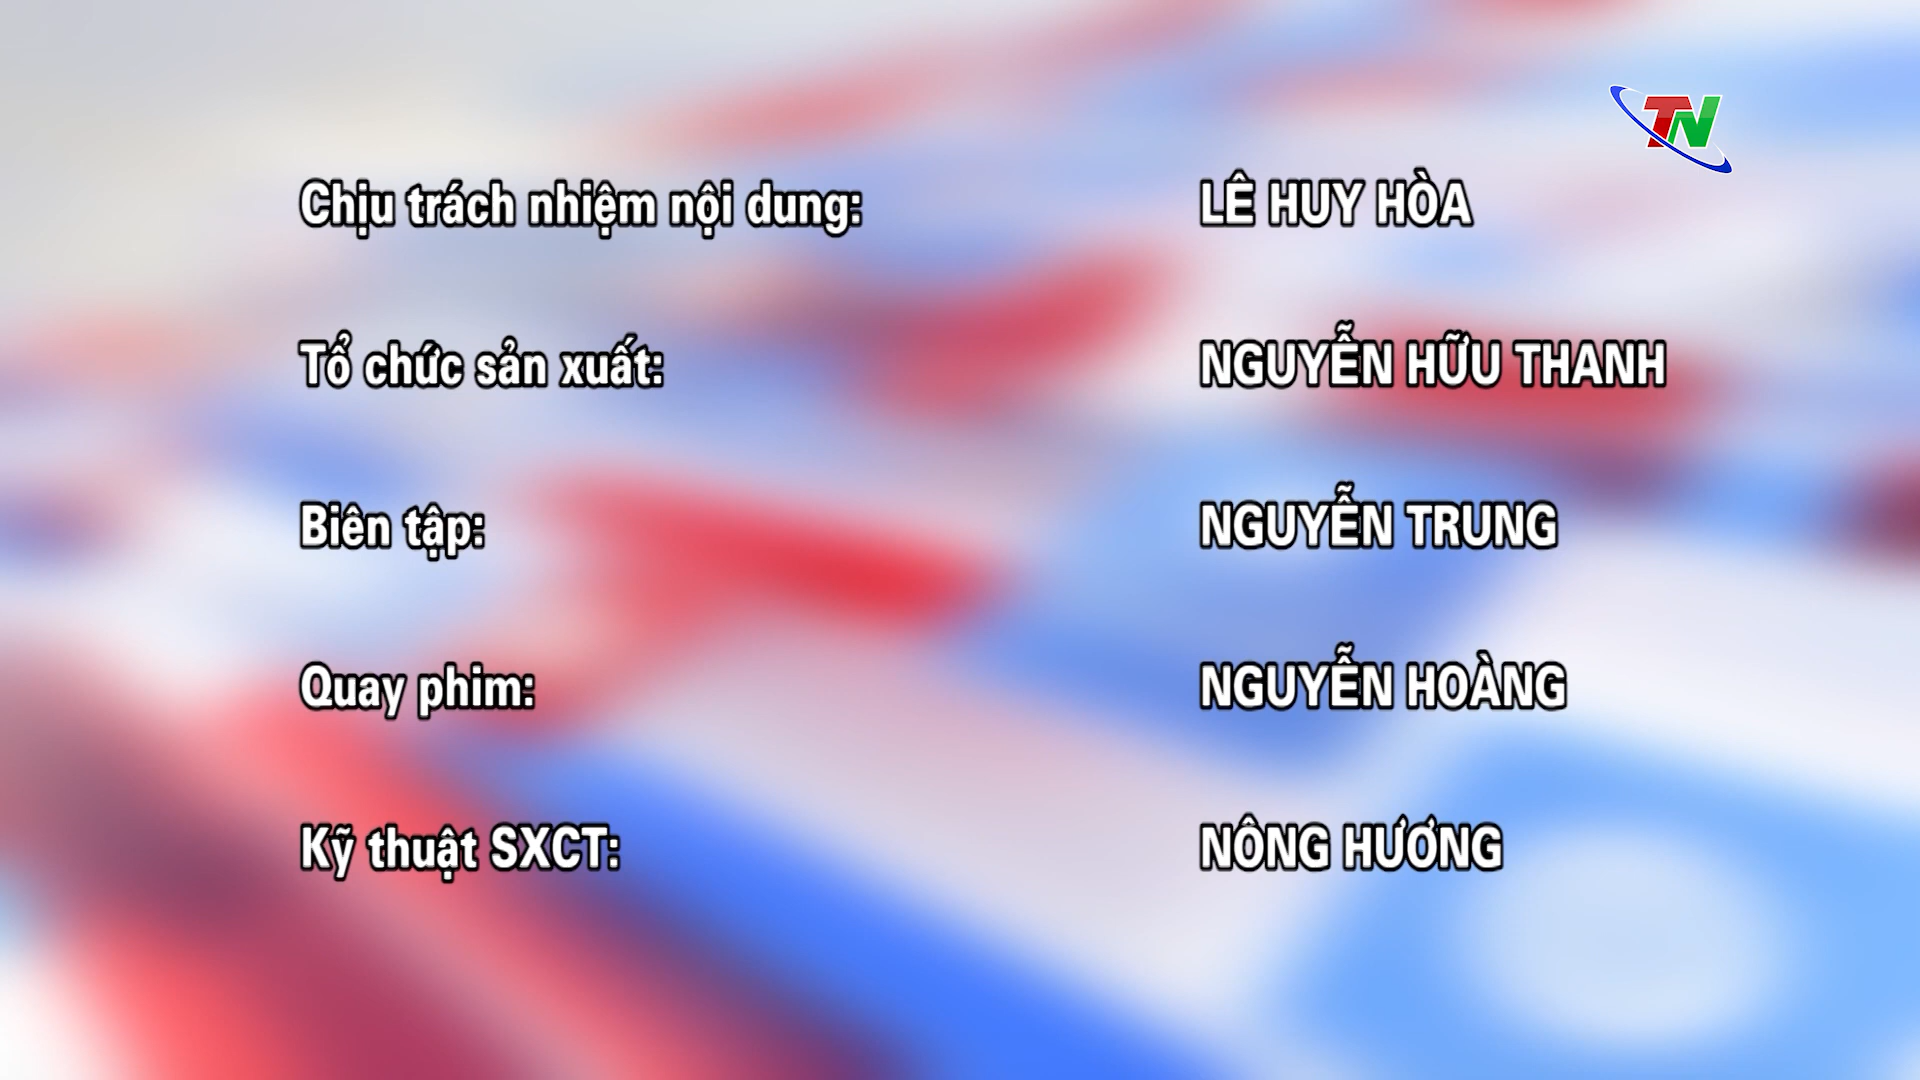 TN
Chịu trách nhiệm nội dung: LÊ HUY HÒA
Tổ chức sản xuất: NGUYỄN HỮU THANH
Biên tập: NGUYỄN TRUNG
Quay phim: NGUYỄN HOÀNG
Kỹ thuật SXCT: NÔNG HƯƠNG